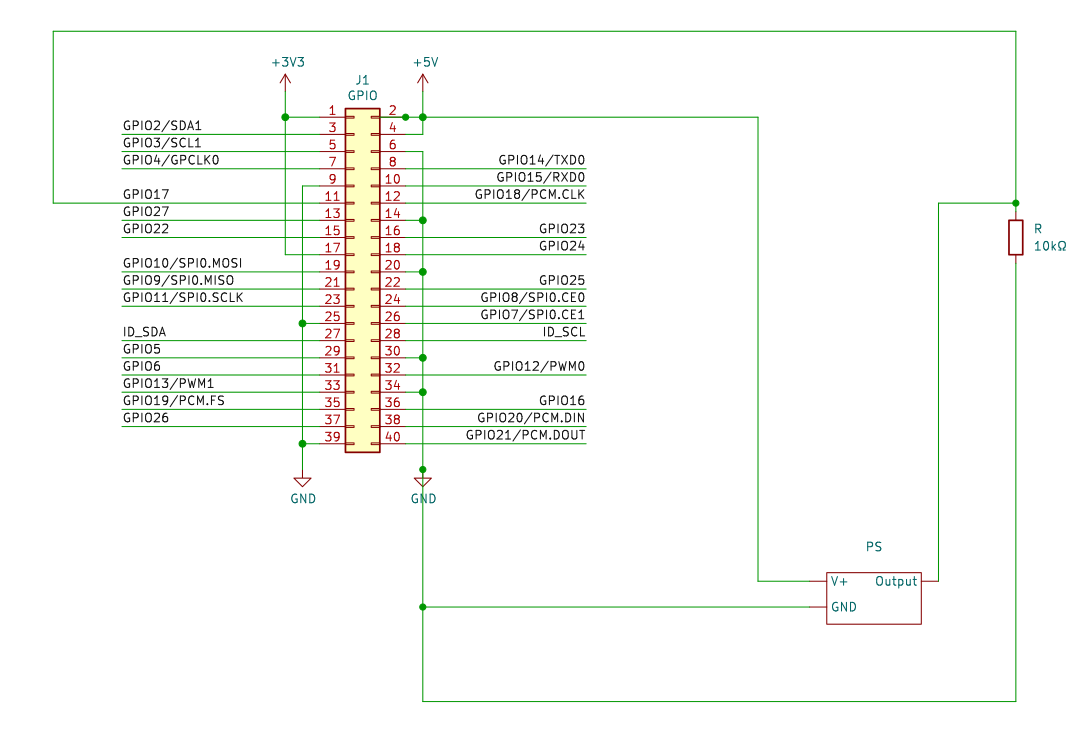 +3V3
+5V
J1
GPIO
1 2
GPIO2/SDA1 3 4
GPIO3/SCL1 5 6
GPIO4/GPCLK0 7 8 GPIO14/TXD0
9 10 GPIO15/RXD0
GPIO17 11 12 GPIO18/PCM.CLK
GPIO27 13 14
GPIO22 15 16 GPIO23
17 18 GPIO24
GPIO10/SPI0.MOSI 19 20
GPIO9/SPI0.MISO 21 22 GPIO25
GPIO11/SPI0.SCLK 23 24 GPIO8/SPI0.CE0
25 26 GPIO7/SPI0.CE1
ID_SDA 27 28 ID_SCL
GPIO5 29 30
GPIO6 31 32 GPIO12/PWM0
GPIO13/PWM1 33 34
GPIO19/PCM.FS 35 36 GPIO16
GPIO26 37 38 GPIO20/PCM.DIN
39 40 GPIO21/PCM.DOUT
GND GND
R
10kΩ
PS
V+ Output
GND